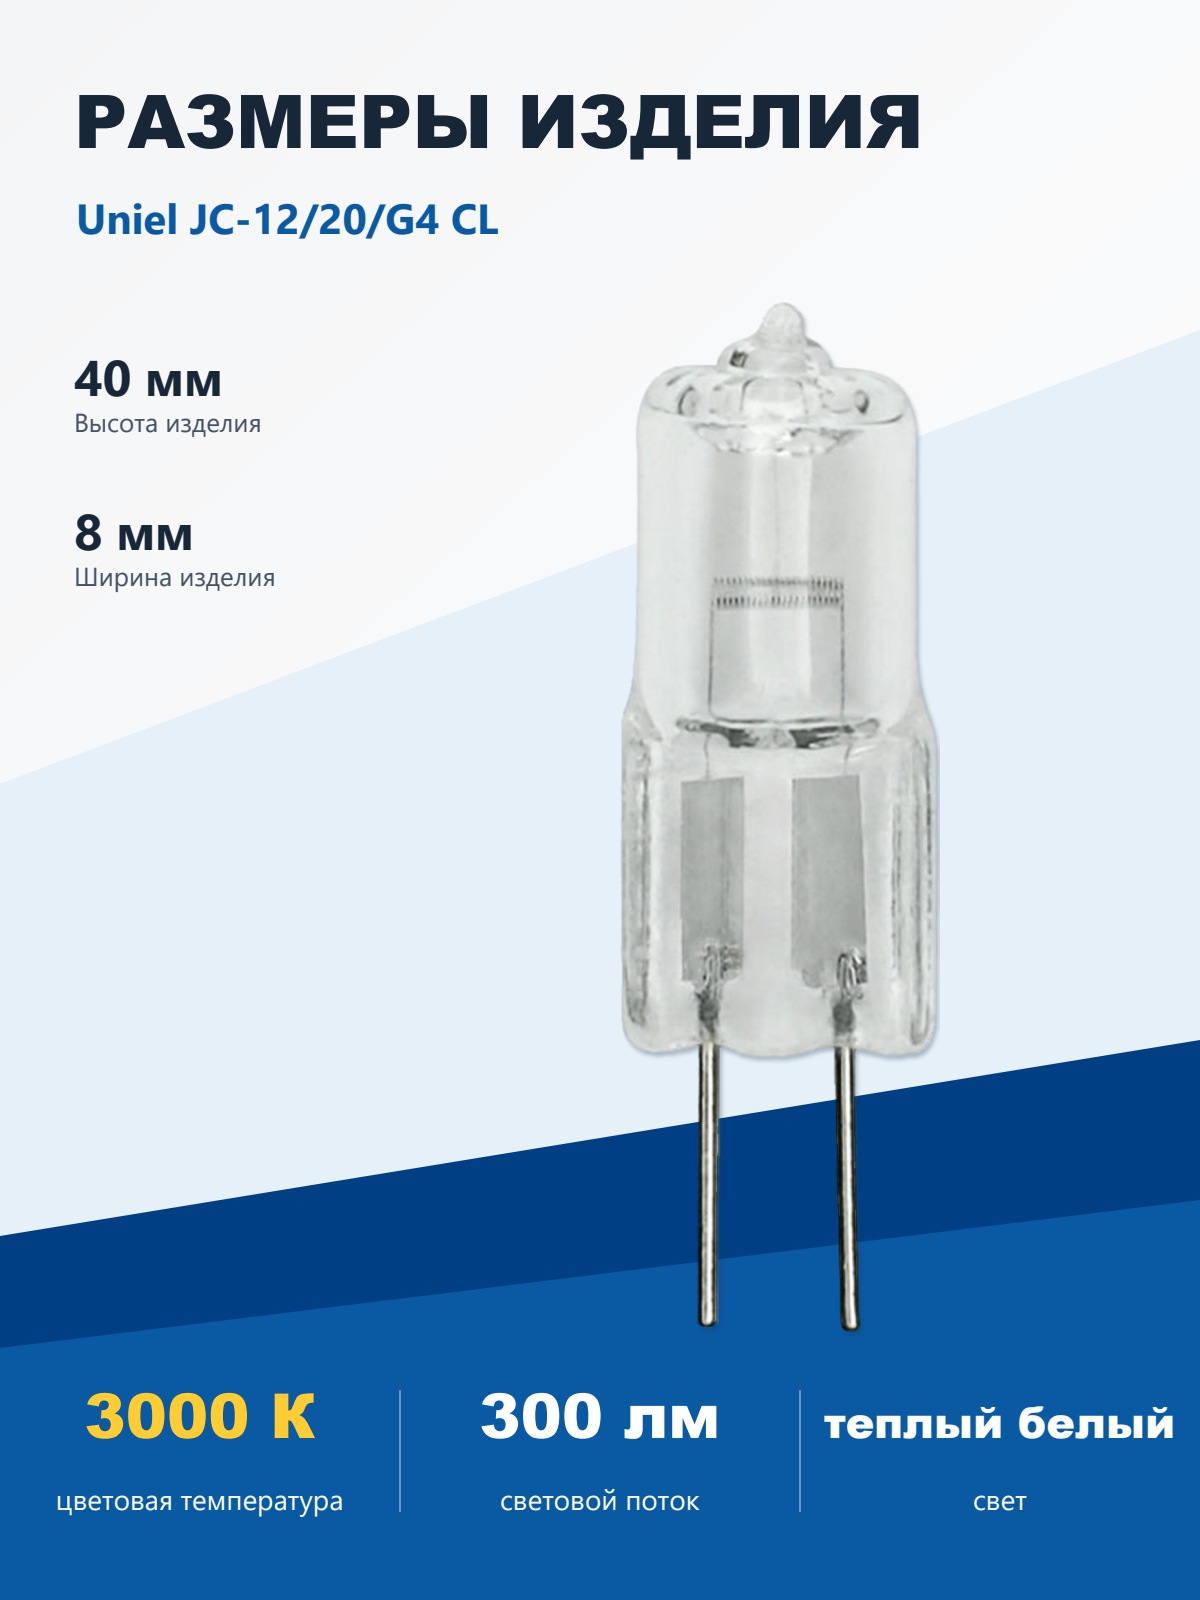 РАЗМЕРЫ ИЗДЕЛИЯ
Uniel JC-12/20/G4 CL
40 мм
Высота изделия
8 мм
Ширина изделия
3000 К
цветовая температура
300 лм
световой поток
теплый белый
свет